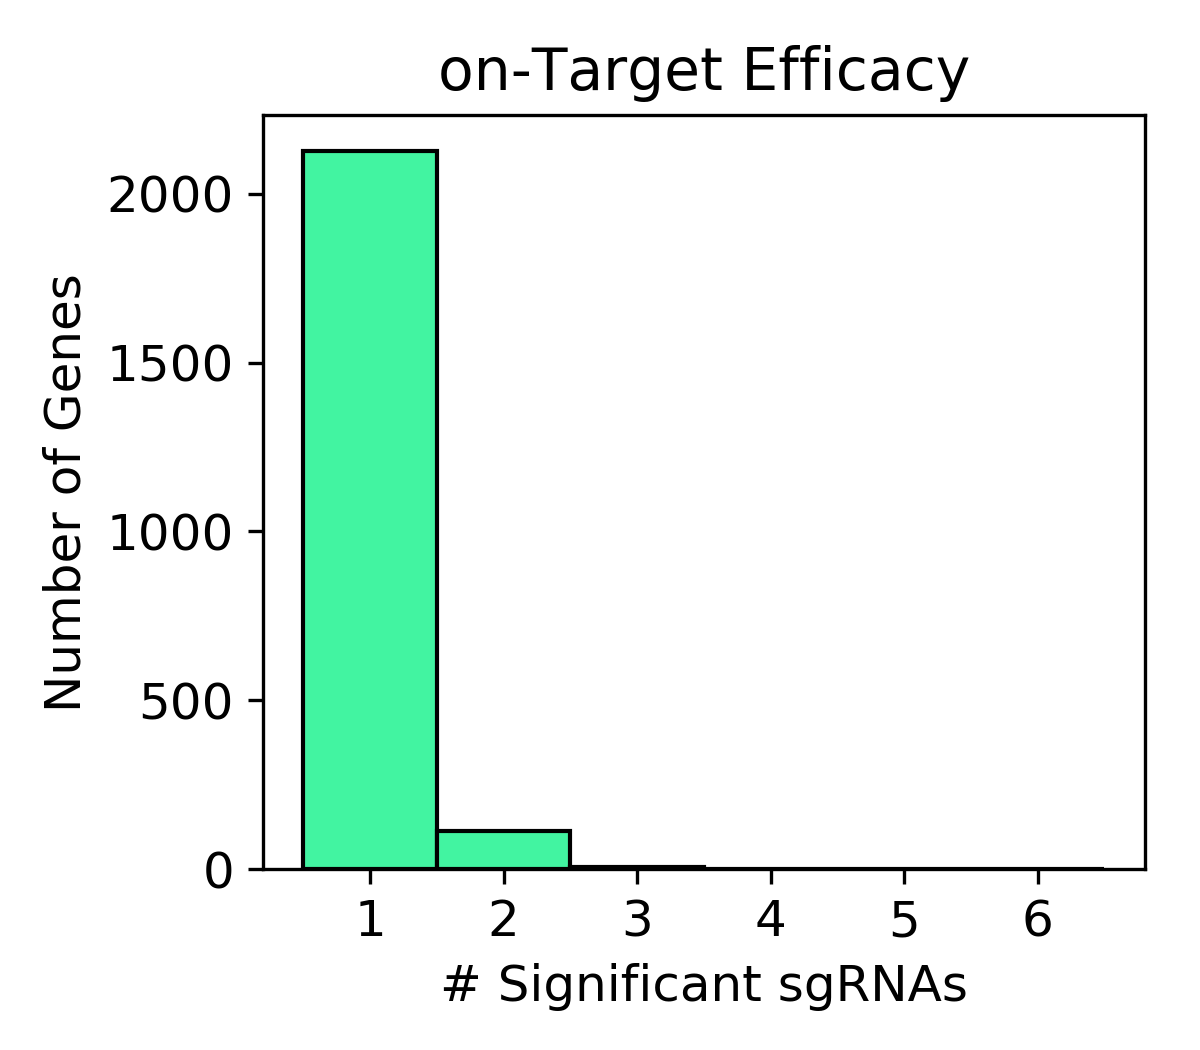 on-Target Efficacy
Number of Genes
2000
1500
1000
500
0
1 2 3 4 5 6
# Significant sgRNAs